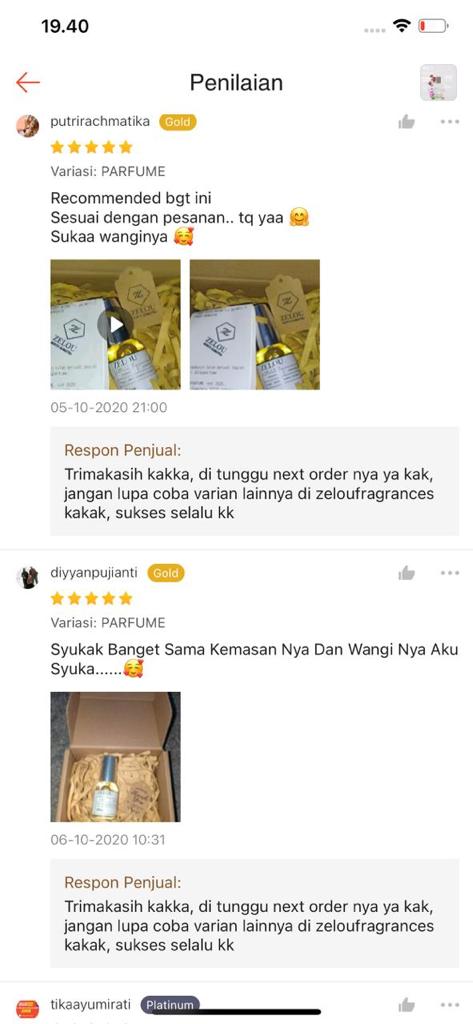 19.40
Penilaian
putrirachmatika Gold
Variasi: PARFUME
Recommended bgt ini
Sesuai dengan pesanan.. tq yaa 🤗
Sukaa wanginya 🥰
ZELOU
ZELOU
ZELOU
ZELOU
ZELOU
ZELOU
05-10-2020 21:00
Respon Penjual:
Trimakasih kakka, di tunggu next order nya ya kak,
jangan lupa coba varian lainnya di zeloufragrances
kakak, sukses selalu kk
diyyanpujianti Gold
Variasi: PARFUME
Syukak Banget Sama Kemasan Nya Dan Wangi Nya Aku
Syuka......🥰
06-10-2020 10:31
Respon Penjual:
Trimakasih kakka, di tunggu next order nya ya kak,
jangan lupa coba varian lainnya di zeloufragrances
kakak, sukses selalu kk
tikaayumirati Platinum